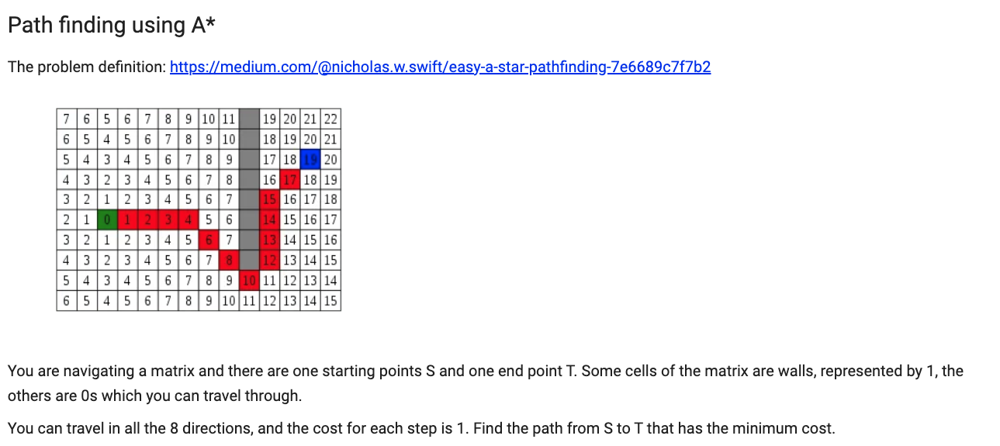 Path finding using A*
The problem definition: https://medium.com/@nicholas.w.swift/easy-a-star-pathfinding-7e6689c7f7b2
7 6 5 6 7 8 9 10 11 19 20 21 22
6 5 4 5 6 7 8 9 10 18 19 20 21
5 4 3 4 5 6 7 8 9 17 18 19 20
4 3 2 3 4 5 6 7 8 16 17 18 19
3 2 1 2 3 4 5 6 7 15 16 17 18
2 1 0 1 2 3 4 5 6 14 15 16 17
3 2 1 2 3 4 5 6 7 13 14 15 16
4 3 2 3 4 5 6 7 8 12 13 14 15
5 4 3 4 5 6 7 8 9 10 11 12 13 14
6 5 4 5 6 7 8 9 10 11 12 13 14 15
You are navigating a matrix and there are one starting points S and one end point T. Some cells of the matrix are walls, represented by 1, the
others are 0s which you can travel through.
You can travel in all the 8 directions, and the cost for each step is 1. Find the path from S to T that has the minimum cost.